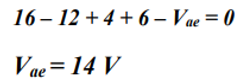 16 – 12 + 4 + 6 – Vae = 0
Vae = 14 V